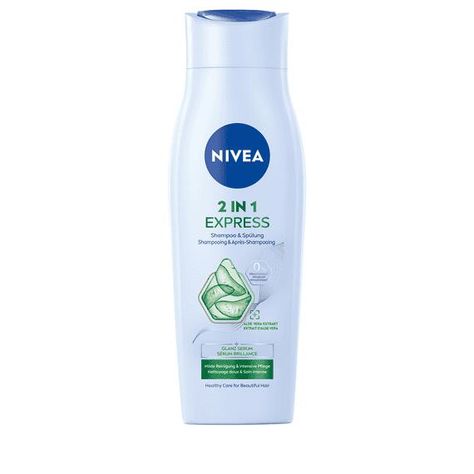 NIVEA
2 IN 1
EXPRESS
Shampoo & Spülung
Shampooing & Après-Shampooing
0%
ALOE VERA EXTRAKT
EXTRAIT D'ALOE VERA
+
GLANZ SERUM
SÉRUM BRILLANCE
Milde Reinigung & intensive Pflege
Nettoyage doux & Soin intense
Healthy Care for Beautiful Hair